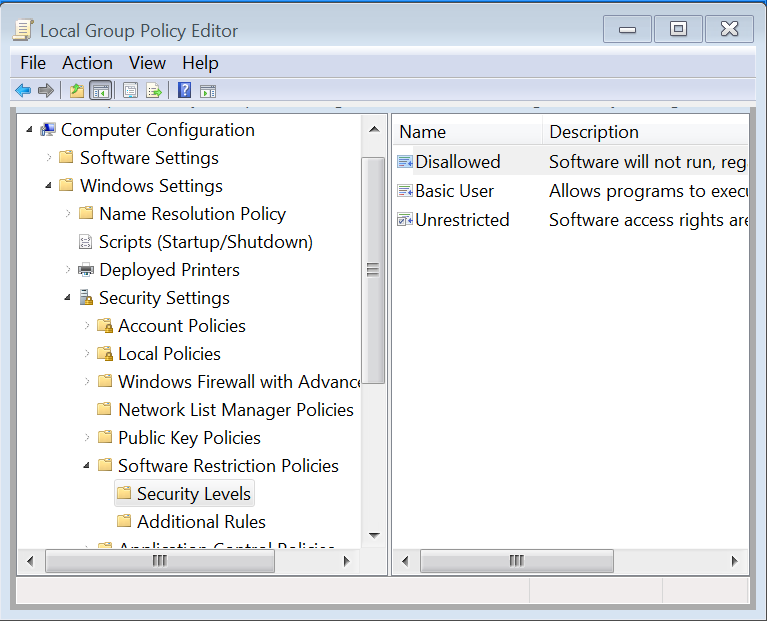 Local Group Policy Editor
File Action View Help
Computer Configuration
Software Settings
Windows Settings
Name Resolution Policy
Scripts (Startup/Shutdown)
Deployed Printers
Security Settings
Account Policies
Local Policies
Windows Firewall with Advance
Network List Manager Policies
Public Key Policies
Software Restriction Policies
Security Levels
Additional Rules
Application Control Policies
Name Description
Disallowed Software will not run, reg
Basic User Allows programs to execu
Unrestricted Software access rights are